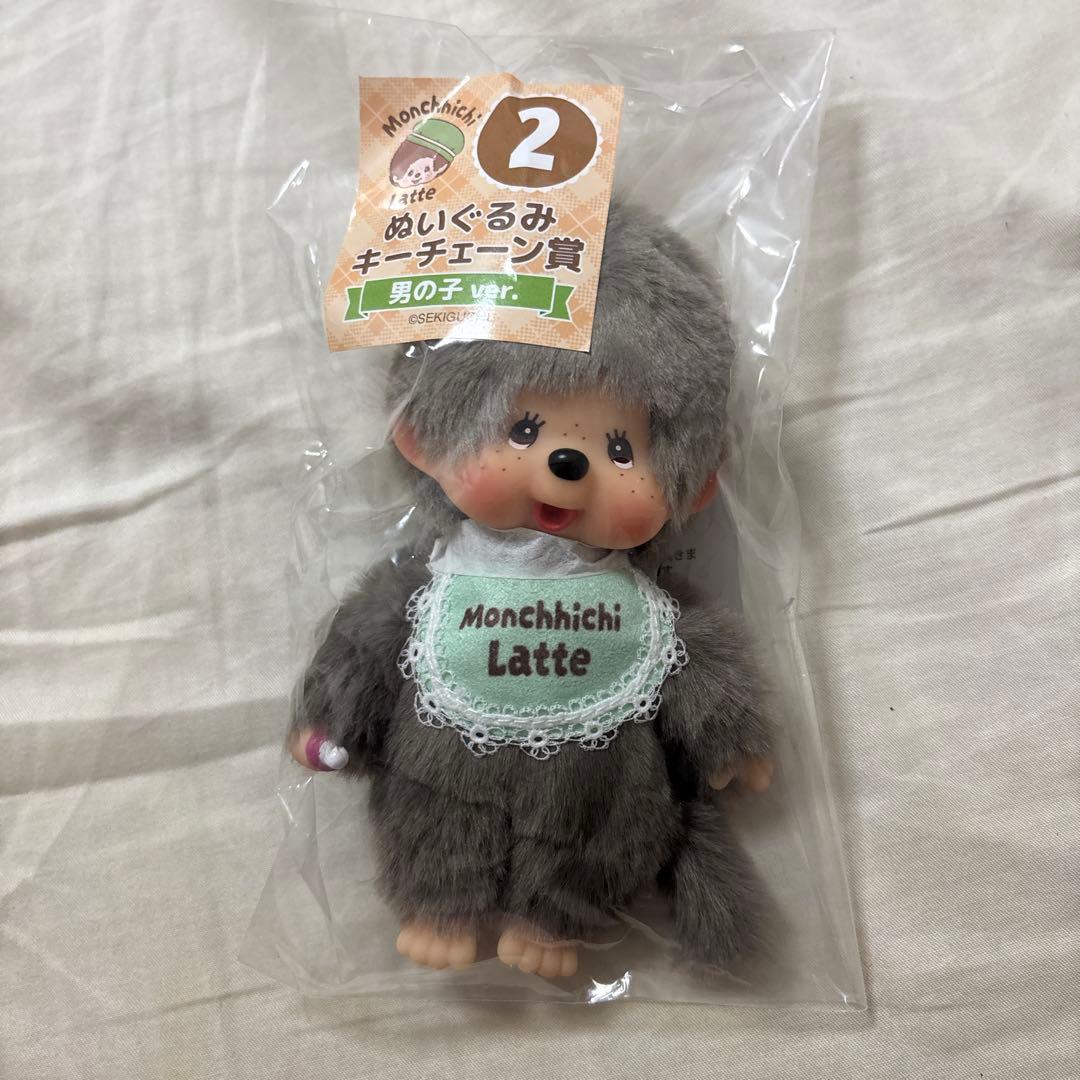 Monchhichi
Latte
2
ぬいぐるみ
キーチェーン賞
男の子 ver.
Monchhichi
Latte